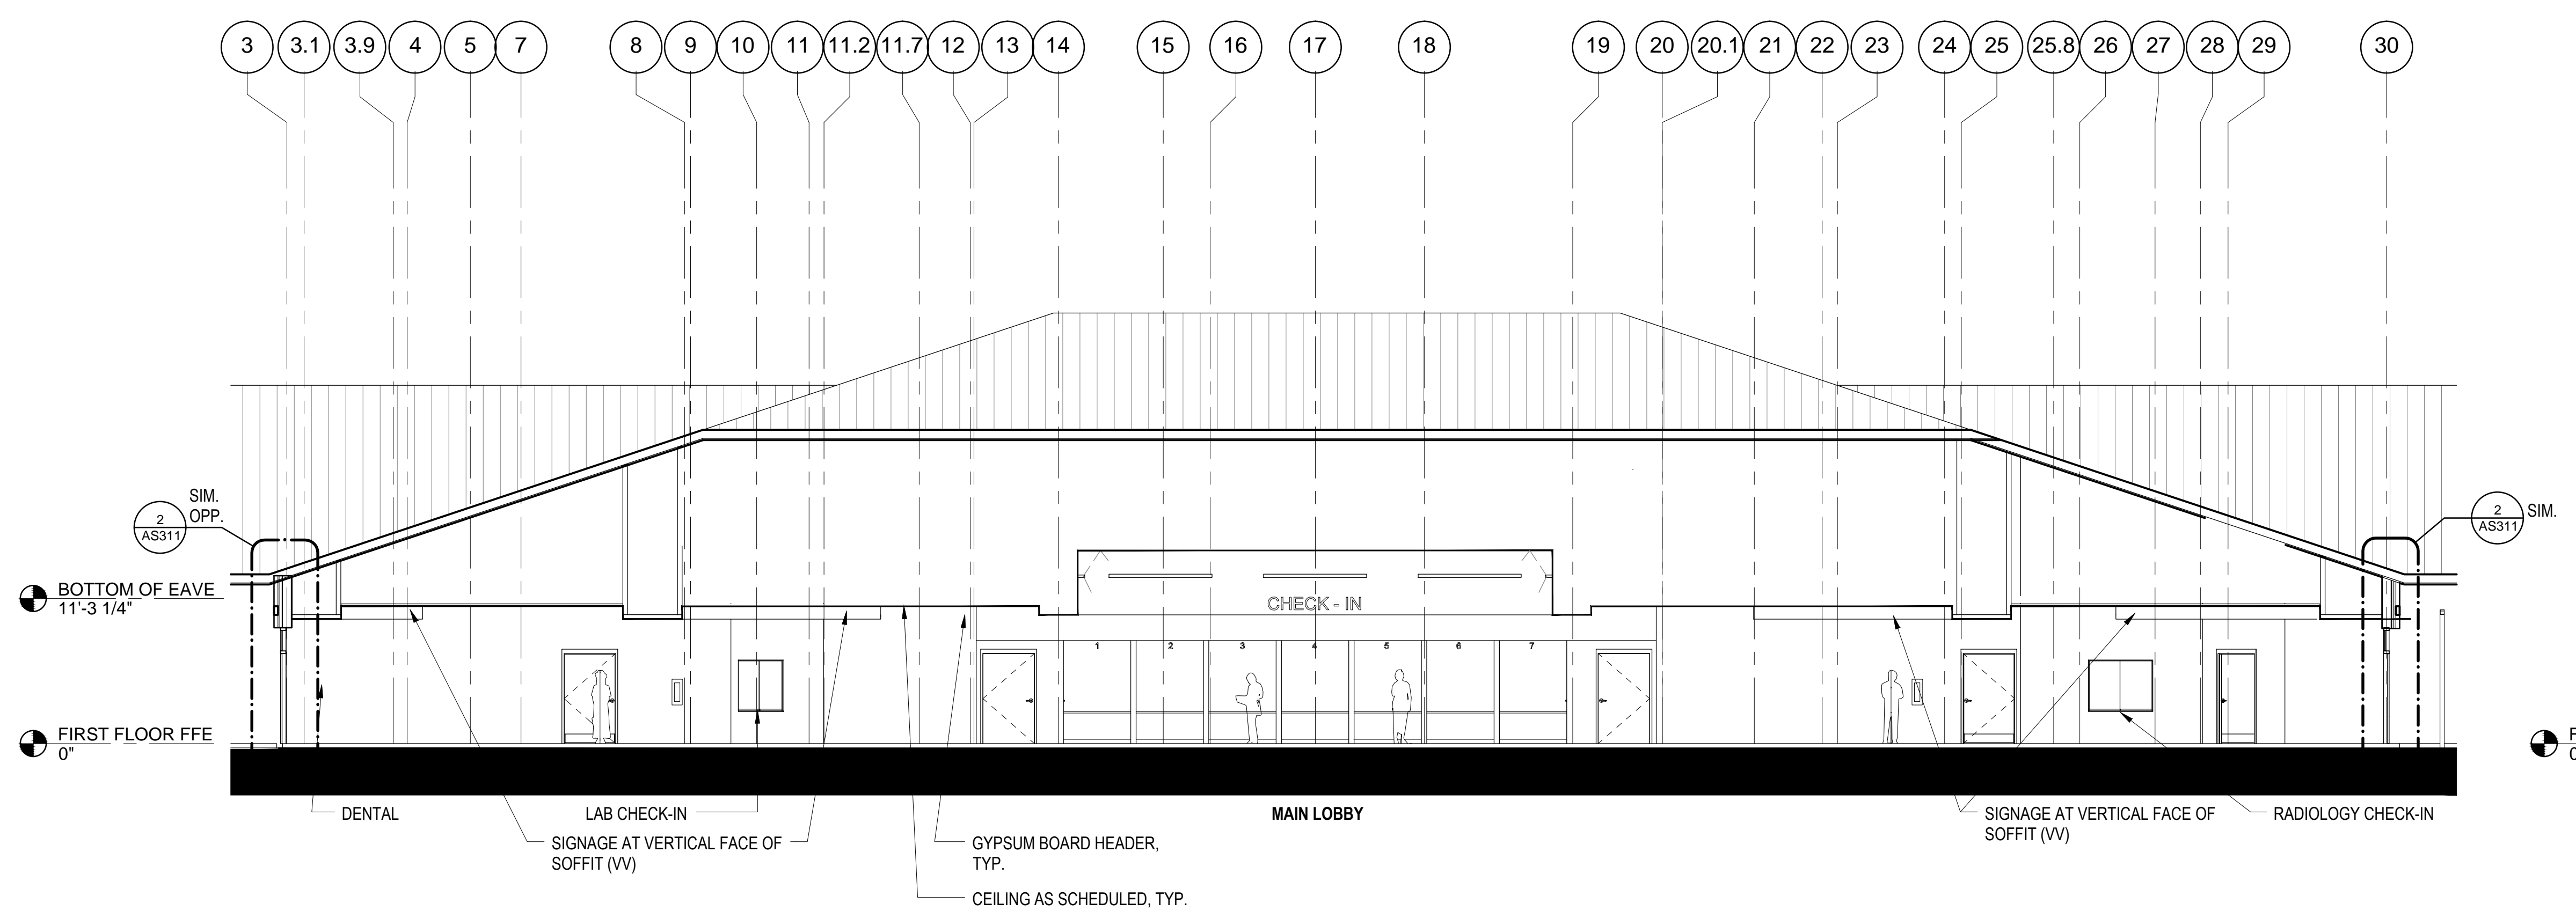 3 3.1 3.9 4 5 7 8 9 10 11 11.2 11.7 12 13 14 15 16 17 18 19 20 20.1 21 22 23 24 25 25.8 26 27 28 29 30
SIM.
OPP.
2
AS311
2
AS311
SIM.
BOTTOM OF EAVE
11'-3 1/4"
CHECK - IN
1 2 3 4 5 6 7
FIRST FLOOR FFE
0"
DENTAL
LAB CHECK-IN
MAIN LOBBY
SIGNAGE AT VERTICAL FACE OF
SOFFIT (VV)
RADIOLOGY CHECK-IN
SIGNAGE AT VERTICAL FACE OF
SOFFIT (VV)
GYPSUM BOARD HEADER,
TYP.
CEILING AS SCHEDULED, TYP.